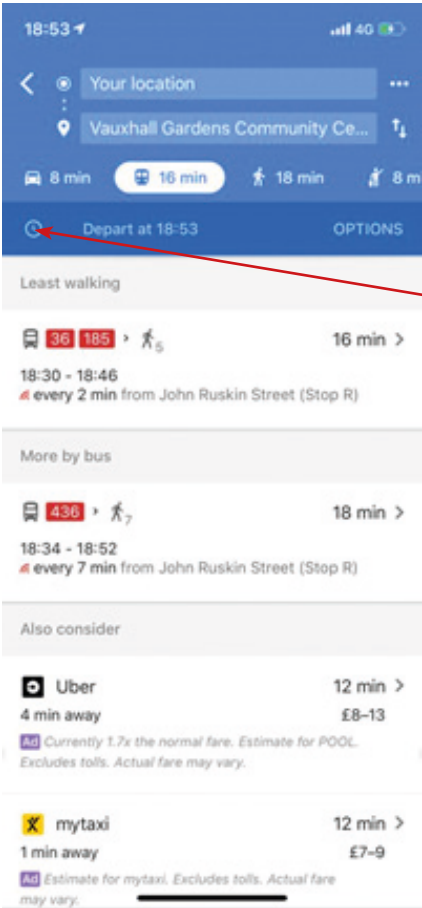 18:53 4G
Your location
Vauxhall Gardens Community Ce...
8 min 16 min 18 min 8 m
Depart at 18:53 OPTIONS
Least walking
36 185 › 5 16 min >
18:30 - 18:46
every 2 min from John Ruskin Street (Stop R)
More by bus
436 › 7 18 min >
18:34 - 18:52
every 7 min from John Ruskin Street (Stop R)
Also consider
Uber 12 min >
4 min away £8–13
Ad Currently 1.7x the normal fare. Estimate for POOL.
Excludes tolls. Actual fare may vary.
mytaxi 12 min >
1 min away £7–9
Ad Estimate for mytaxi. Excludes tolls. Actual fare
may vary.